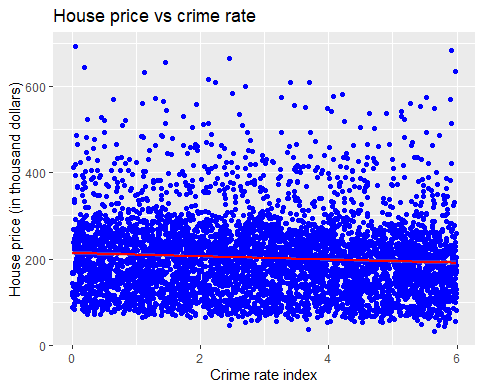 House price vs crime rate
House price (in thousand dollars)
600
400
200
0
0 2 4 6
Crime rate index